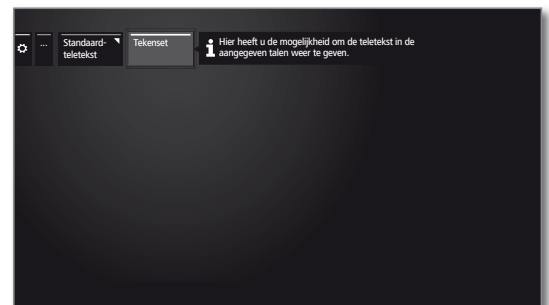 ...
Standaard-
teletekst
Tekenset
Hier heeft u de mogelijkheid om de teletekst in de
aangegeven talen weer te geven.